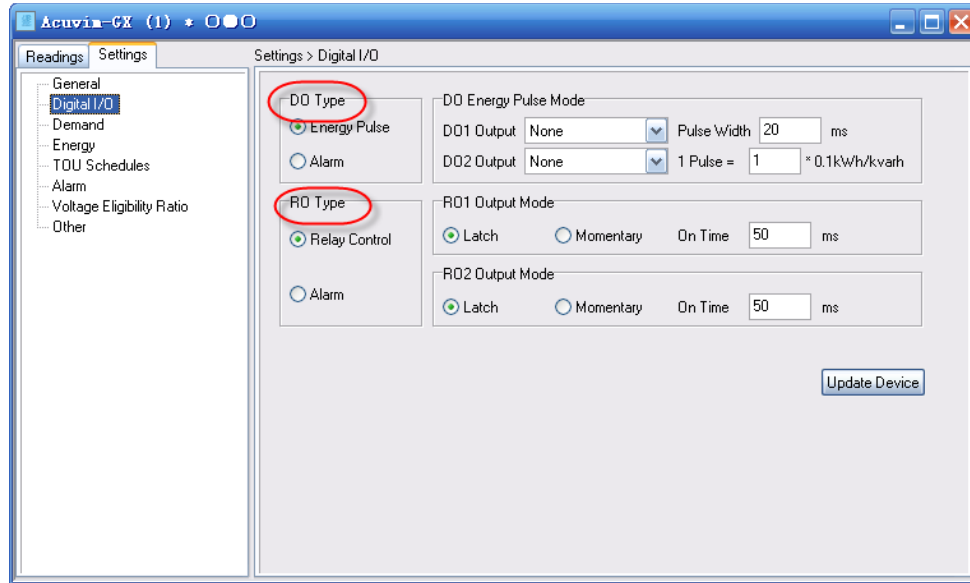 Acuvim-GX (1) *
Readings Settings
Settings > Digital I/O
General
Digital I/O
Demand
Energy
TOU Schedules
Alarm
Voltage Eligibility Ratio
Other
DO Type
Energy Pulse
Alarm
DO Energy Pulse Mode
DO1 Output None Pulse Width 20 ms
DO2 Output None 1 Pulse = 1 * 0.1kWh/kvarh
RO Type
Relay Control
Alarm
RO1 Output Mode
Latch Momentary On Time 50 ms
RO2 Output Mode
Latch Momentary On Time 50 ms
Update Device